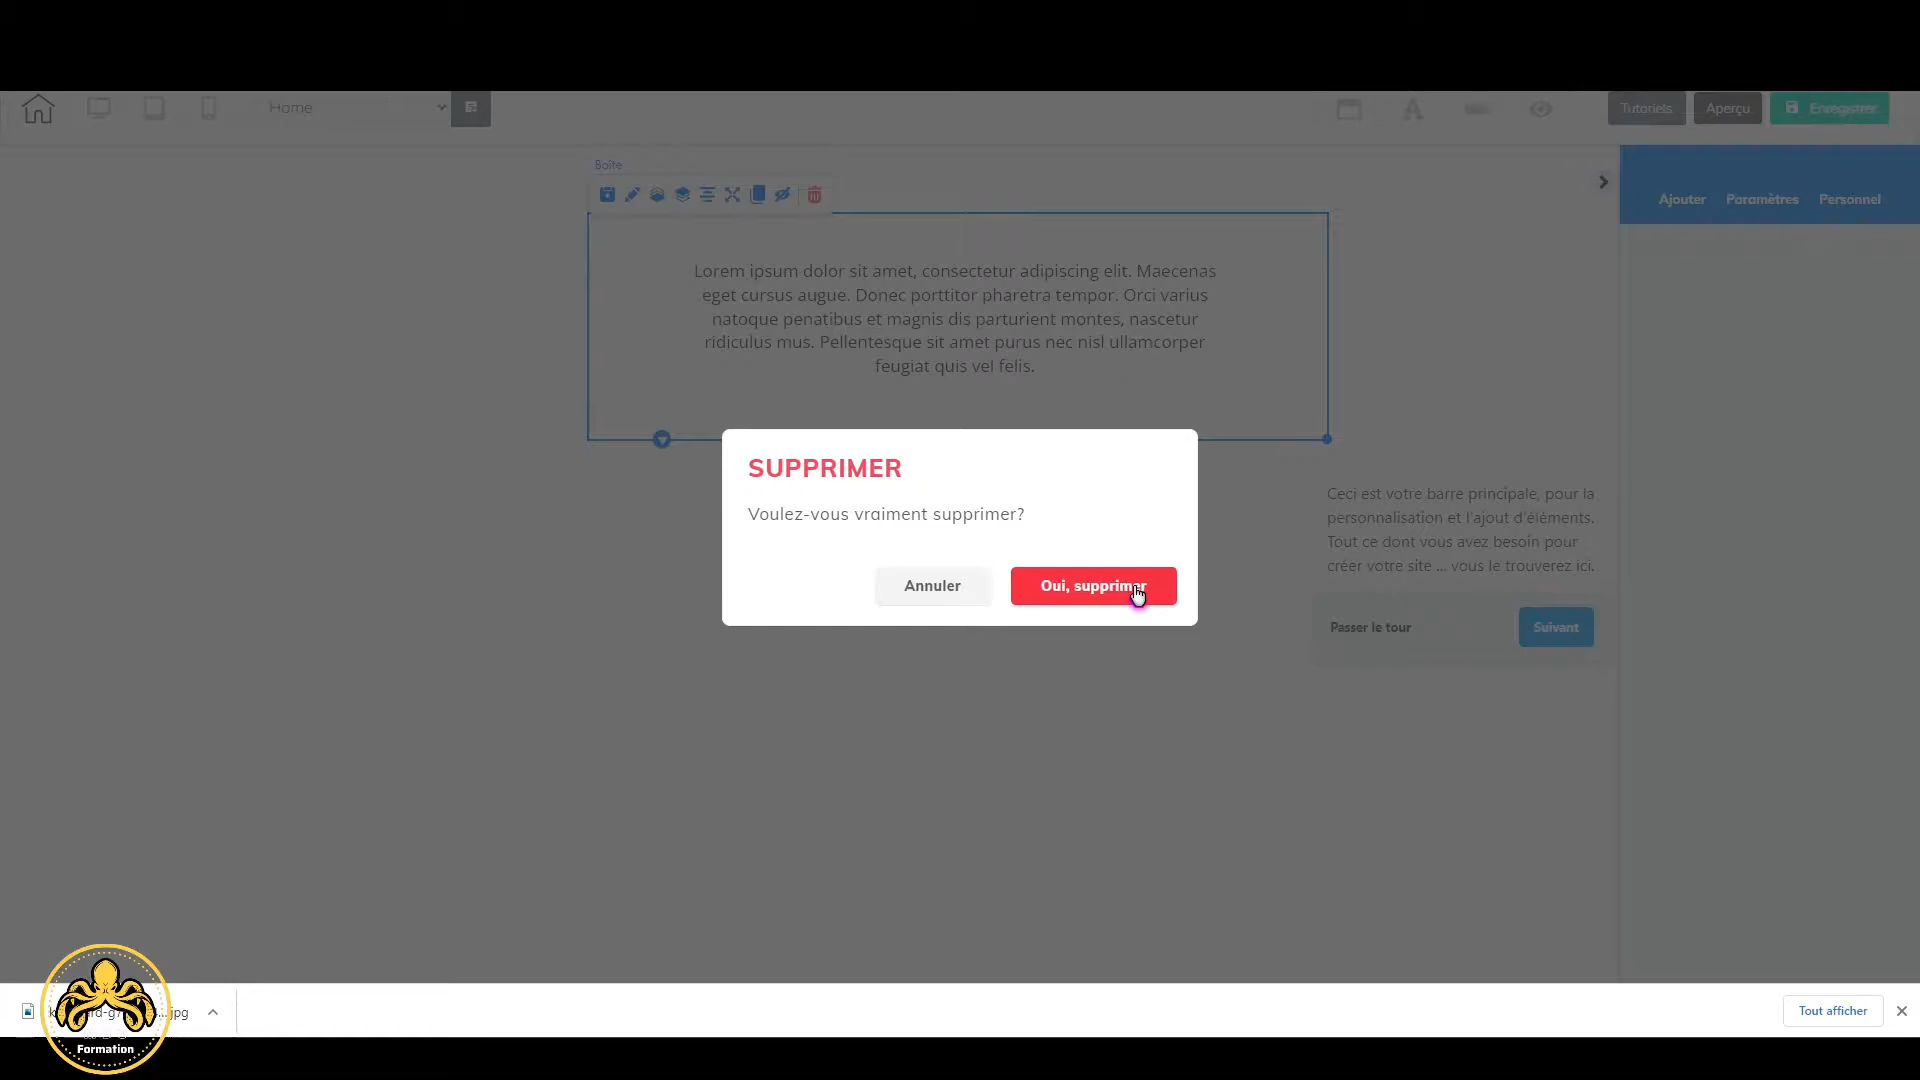 Home
Tutoriels
Aperçu
Enregistrer
Boîte
Ajouter
Paramètres
Personnel
Lorem ipsum dolor sit amet, consectetur adipiscing elit. Maecenas
eget cursus augue. Donec porttitor pharetra tempor. Orci varius
natoque penatibus et magnis dis parturient montes, nascetur
ridiculus mus. Pellentesque sit amet purus nec nisl ullamcorper
feugiat quis vel felis.
SUPPRIMER
Voulez-vous vraiment supprimer?
Annuler
Oui, supprimer
Ceci est votre barre principale, pour la
personnalisation et l'ajout d'éléments.
Tout ce dont vous avez besoin pour
créer votre site ... vous le trouverez ici.
Passer le tour
Suivant
Tout afficher
Formation